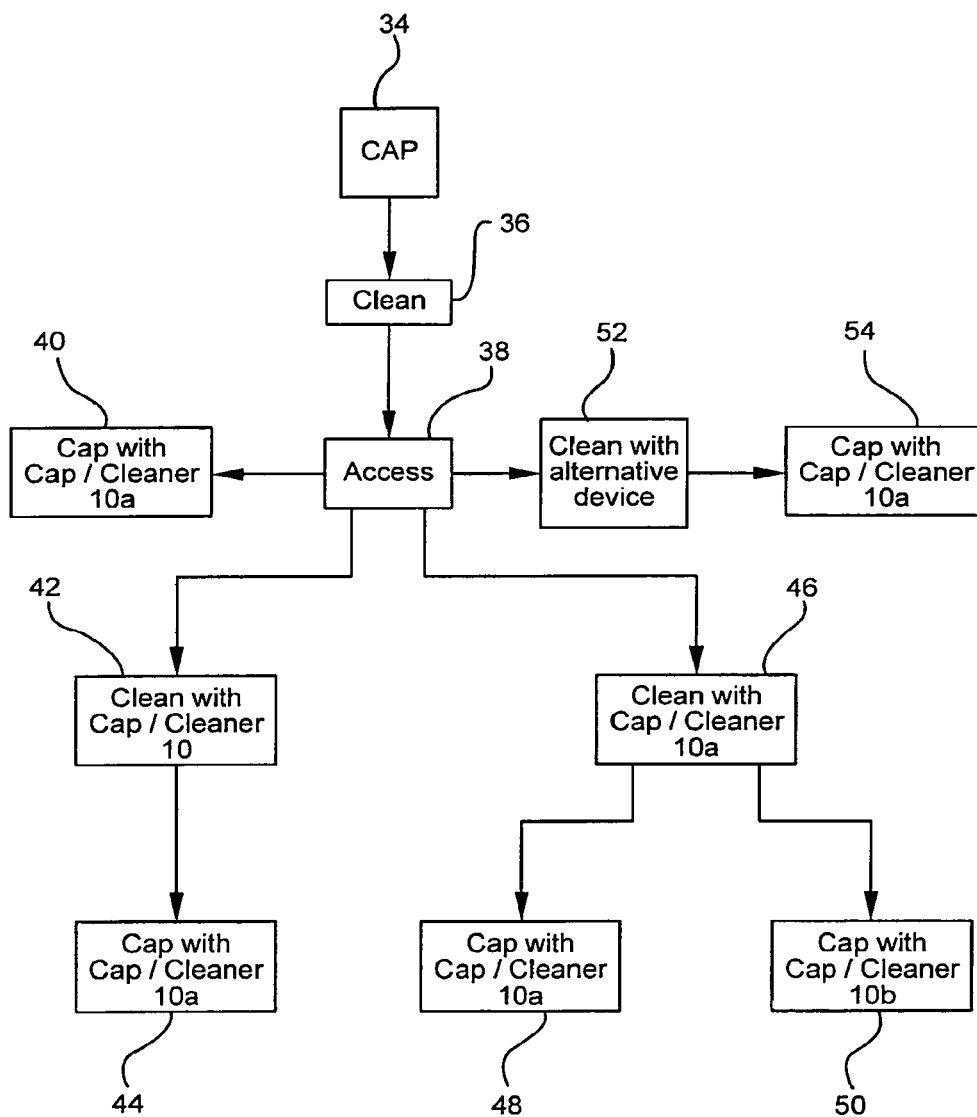 34
CAP
36
Clean
40
38
52
54
Cap with
Cap / Cleaner
10a
Access
Clean with
alternative
device
Cap with
Cap / Cleaner
10a
42
46
Clean with
Cap / Cleaner
10
Clean with
Cap / Cleaner
10a
Cap with
Cap / Cleaner
10a
Cap with
Cap / Cleaner
10a
Cap with
Cap / Cleaner
10b
44
48
50